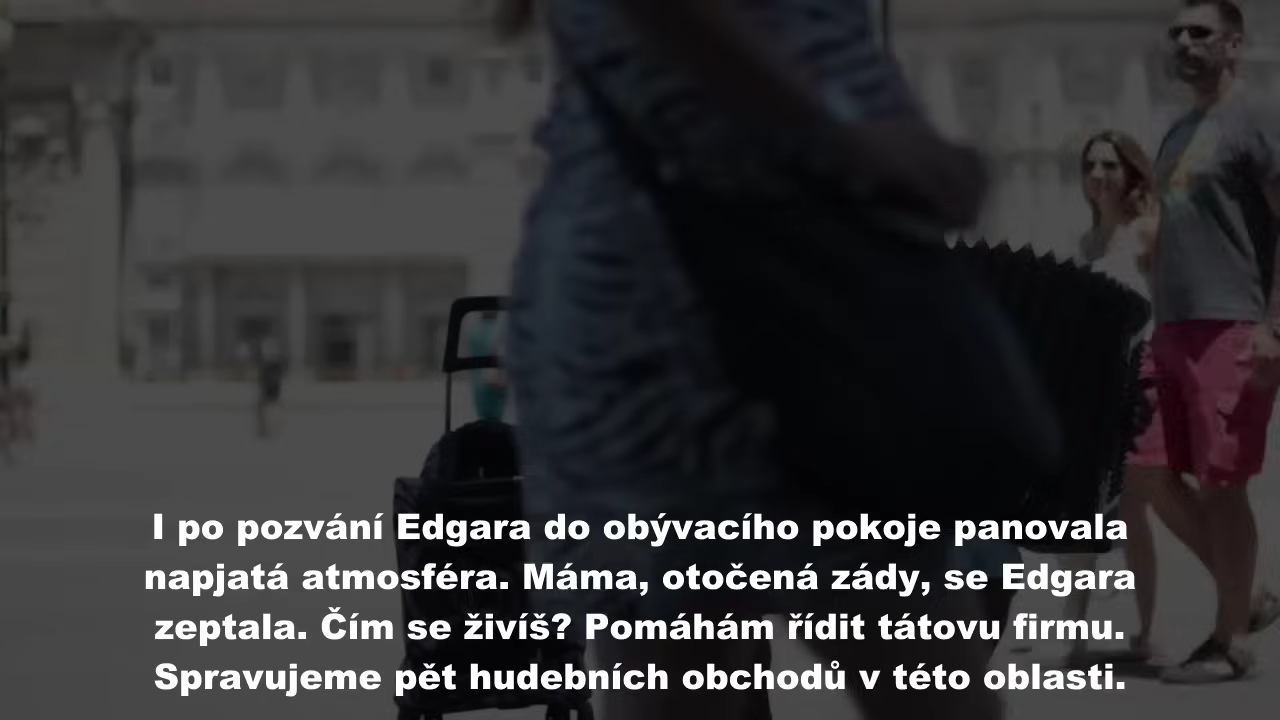 I po pozvání Edgara do obývacího pokoje panovala
napjatá atmosféra. Máma, otočená zády, se Edgara
zeptala. Čím se živíš? Pomáhám řídit tátovu firmu.
Spravujeme pět hudebních obchodů v této oblasti.